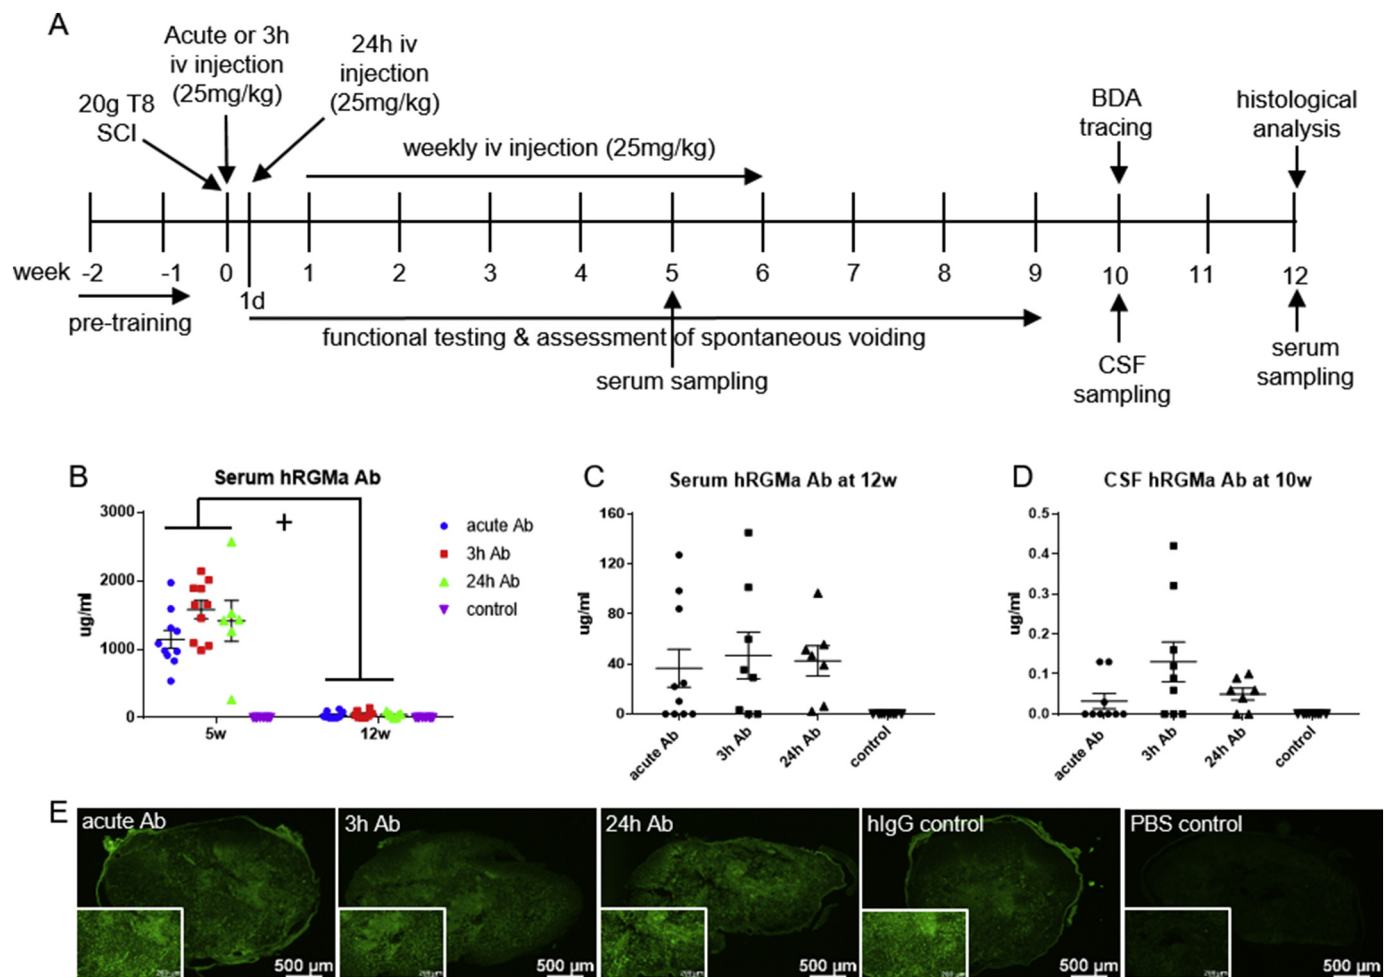 A
20g T8
SCI
Acute or 3h
iv injection
(25mg/kg)
24h iv
injection
(25mg/kg)
weekly iv injection (25mg/kg)
BDA
tracing
histological
analysis
week -2 -1 0 1 2 3 4 5 6 7 8 9 10 11 12
1d
pre-training
functional testing & assessment of spontaneous voiding
serum sampling
CSF
sampling
serum
sampling
B
Serum hRGMa Ab
ug/ml
3000
2000
1000
0
+
5w 12w
acute Ab
3h Ab
24h Ab
control
C
Serum hRGMa Ab at 12w
ug/ml
160
120
80
40
0
acute Ab 3h Ab 24h Ab control
D
CSF hRGMa Ab at 10w
ug/ml
0.5
0.4
0.3
0.2
0.1
0.0
acute Ab 3h Ab 24h Ab control
E
acute Ab 3h Ab 24h Ab hIgG control PBS control
500 µm 500 µm 500 µm 500 µm 500 µm